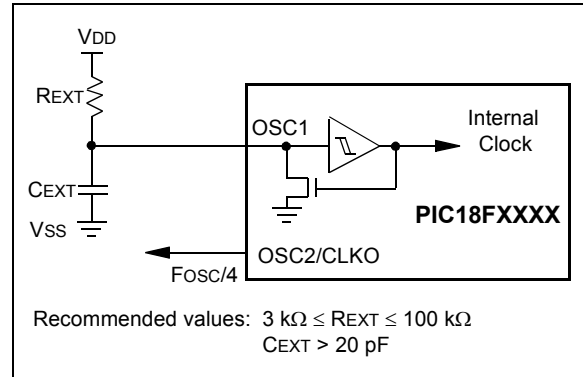 VDD
REXT
OSC1
Internal
Clock
CEXT
PIC18FXXXX
VSS
OSC2/CLKO
FOSC/4
Recommended values: 3 kΩ ≤ REXT ≤ 100 kΩ
CEXT > 20 pF